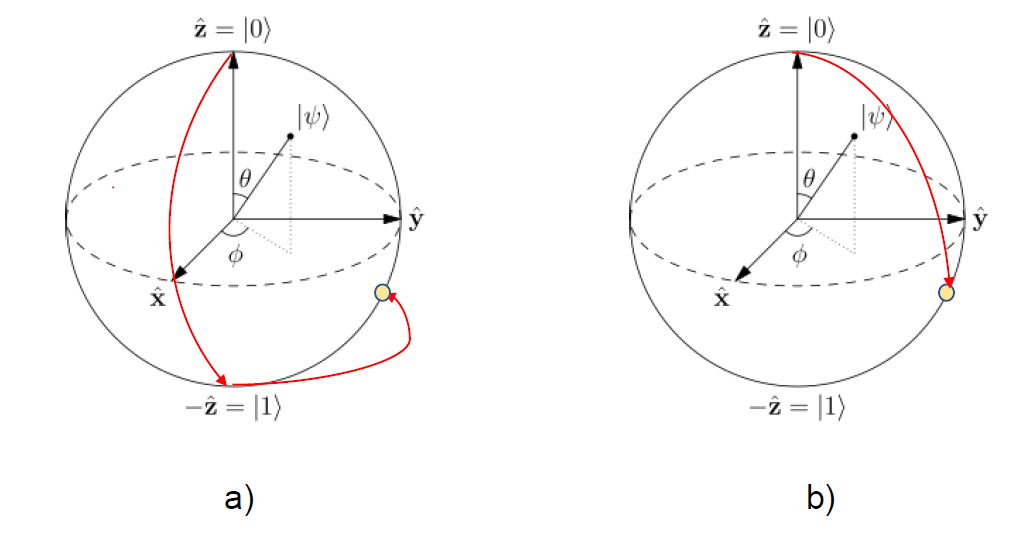 ẑ = |0⟩
|ψ⟩
θ
ŷ
ϕ
x̂
−ẑ = |1⟩
a)
ẑ = |0⟩
|ψ⟩
θ
ŷ
ϕ
x̂
−ẑ = |1⟩
b)